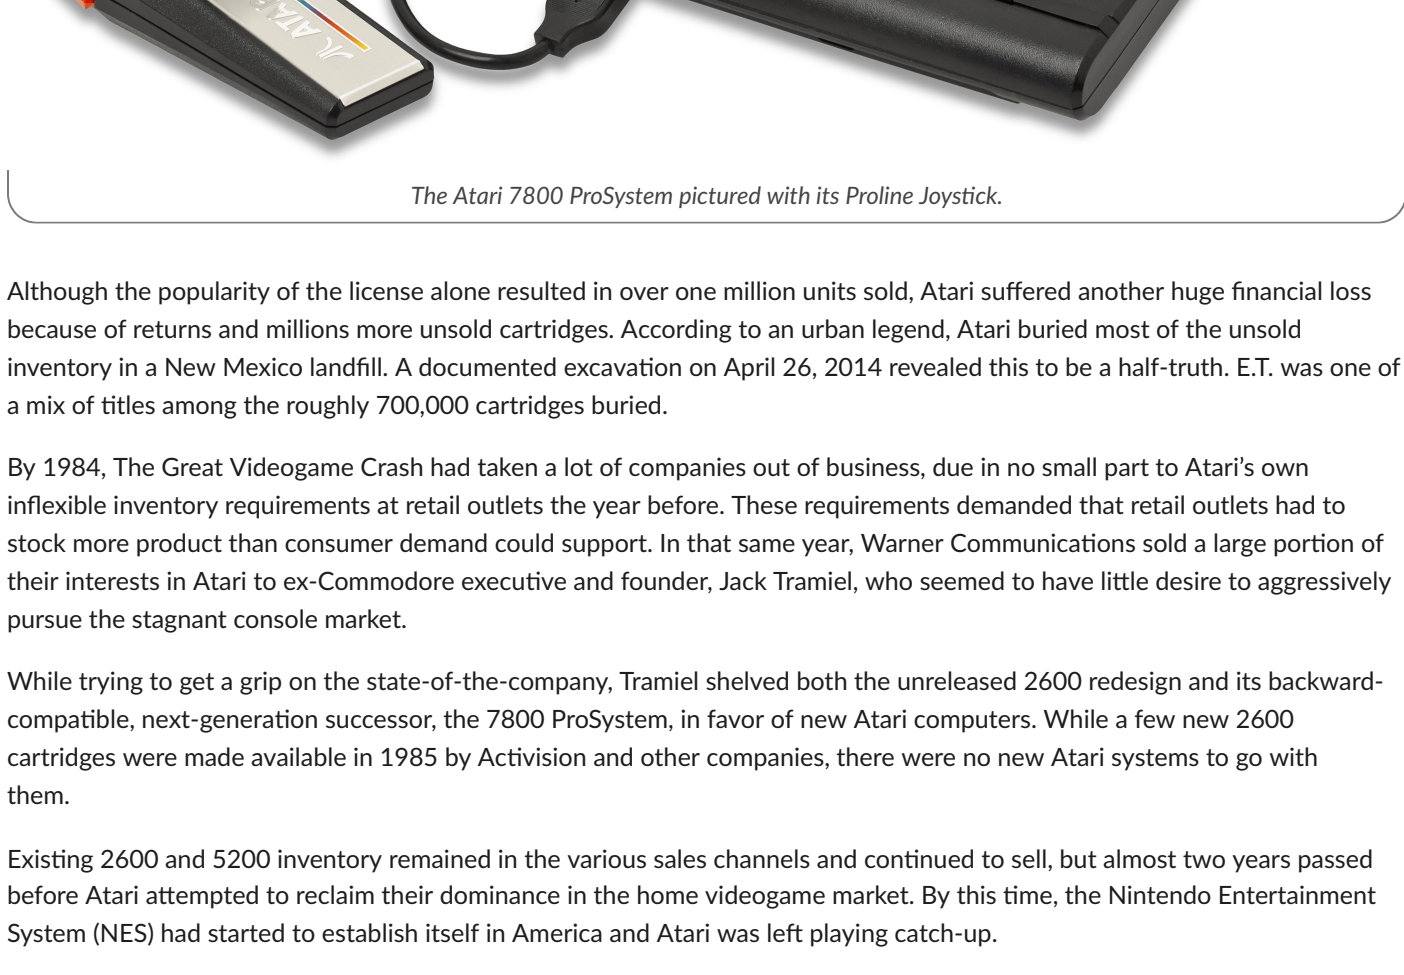 ATARI
The Atari 7800 ProSystem pictured with its Proline Joystick.
Although the popularity of the license alone resulted in over one million units sold, Atari suffered another huge financial loss
because of returns and millions more unsold cartridges. According to an urban legend, Atari buried most of the unsold
inventory in a New Mexico landfill. A documented excavation on April 26, 2014 revealed this to be a half-truth. E.T. was one of
a mix of titles among the roughly 700,000 cartridges buried.
By 1984, The Great Videogame Crash had taken a lot of companies out of business, due in no small part to Atari’s own
inflexible inventory requirements at retail outlets the year before. These requirements demanded that retail outlets had to
stock more product than consumer demand could support. In that same year, Warner Communications sold a large portion of
their interests in Atari to ex-Commodore executive and founder, Jack Tramiel, who seemed to have little desire to aggressively
pursue the stagnant console market.
While trying to get a grip on the state-of-the-company, Tramiel shelved both the unreleased 2600 redesign and its backward-
compatible, next-generation successor, the 7800 ProSystem, in favor of new Atari computers. While a few new 2600
cartridges were made available in 1985 by Activision and other companies, there were no new Atari systems to go with
them.
Existing 2600 and 5200 inventory remained in the various sales channels and continued to sell, but almost two years passed
before Atari attempted to reclaim their dominance in the home videogame market. By this time, the Nintendo Entertainment
System (NES) had started to establish itself in America and Atari was left playing catch-up.